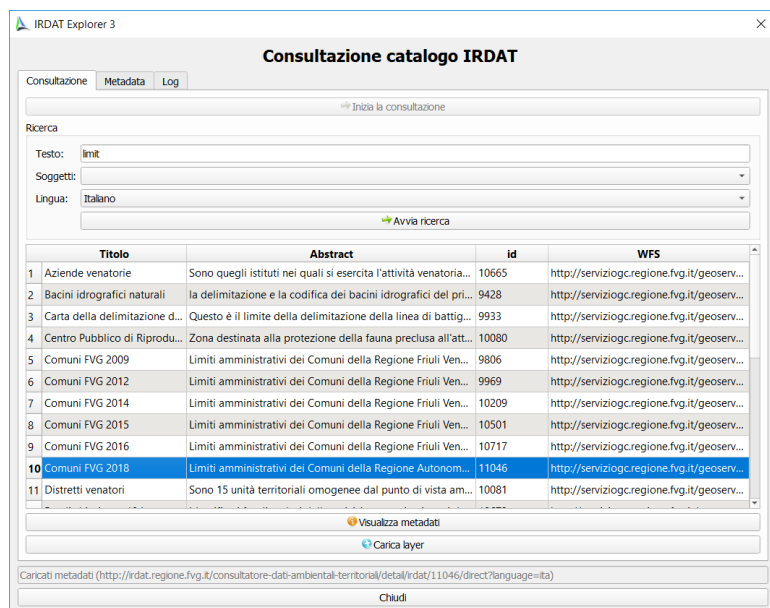 IRDAT Explorer 3
Consultazione catalogo IRDAT
Consultazione Metadata Log
Inizia la consultazione
Ricerca
Testo: limit
Soggetti:
Lingua: Italiano
Avvia ricerca
Titolo Abstract id WFS
1 Aziende venatorie Sono quegli istituti nei quali si esercita l'attività venatoria... 10665 http://serviziogc.regione.fvg.it/geoserv...
2 Bacini idrografici naturali la delimitazione e la codifica dei bacini idrografici del pri... 9428 http://serviziogc.regione.fvg.it/geoserv...
3 Carta della delimitazione d... Questo è il limite della delimitazione della linea di battig... 9933 http://serviziogc.regione.fvg.it/geoserv...
4 Centro Pubblico di Riprodu... Zona destinata alla protezione della fauna preclusa all'att... 10080 http://serviziogc.regione.fvg.it/geoserv...
5 Comuni FVG 2009 Limiti amministrativi dei Comuni della Regione Friuli Ven... 9806 http://serviziogc.regione.fvg.it/geoserv...
6 Comuni FVG 2012 Limiti amministrativi dei Comuni della Regione Friuli Ven... 9969 http://serviziogc.regione.fvg.it/geoserv...
7 Comuni FVG 2014 Limiti amministrativi dei Comuni della Regione Friuli Ven... 10209 http://serviziogc.regione.fvg.it/geoserv...
8 Comuni FVG 2015 Limiti amministrativi dei Comuni della Regione Friuli Ven... 10501 http://serviziogc.regione.fvg.it/geoserv...
9 Comuni FVG 2016 Limiti amministrativi dei Comuni della Regione Friuli Ven... 10717 http://serviziogc.regione.fvg.it/geoserv...
10 Comuni FVG 2018 Limiti amministrativi dei Comuni della Regione Autonom... 11046 http://serviziogc.regione.fvg.it/geoserv...
11 Distretti venatori Sono 15 unità territoriali omogenee dal punto di vista am... 10081 http://serviziogc.regione.fvg.it/geoserv...
Visualizza metadati
Carica layer
Caricati metadati (http://irdat.regione.fvg.it/consultatore-dati-ambientali-territoriali/detail/irdat/11046/direct?language=ita)
Chiudi